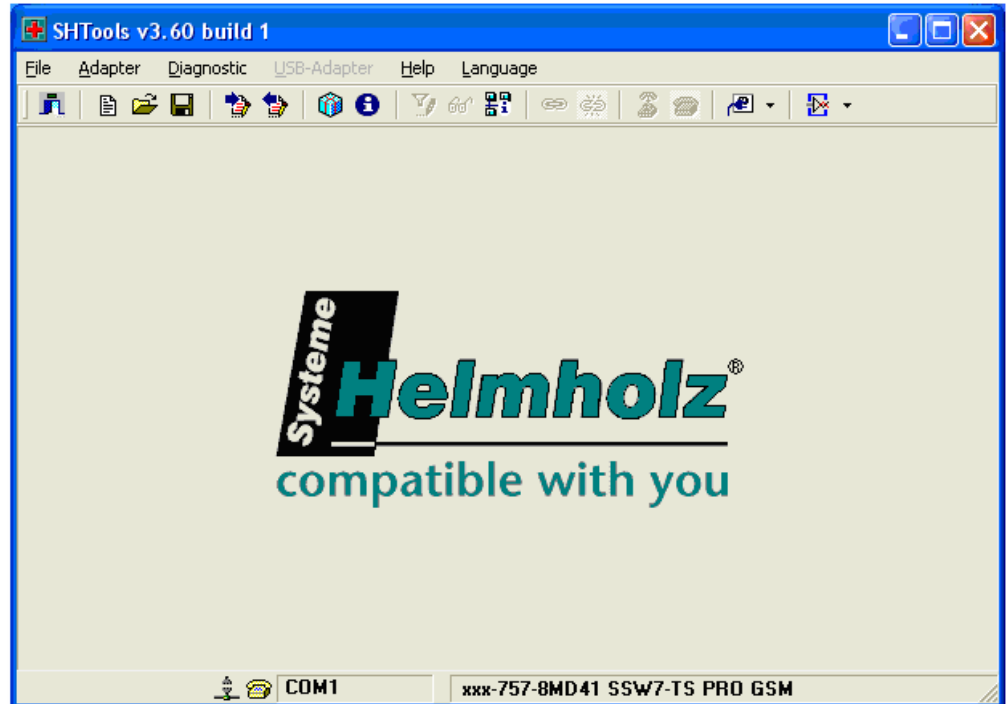 SHTools v3.60 build 1
File Adapter Diagnostic USB-Adapter Help Language
Systeme
Helmholz®
compatible with you
COM1 xxx-757-8MD41 SSW7-TS PRO GSM